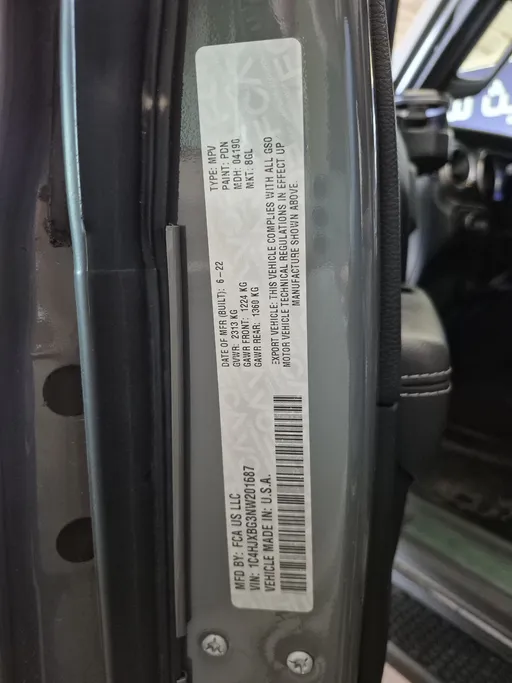 MFD BY: FCA US LLC
DATE OF MFR (BUILT): 6-22
TYPE: MPV
VIN: 1C4HJXBG3NW201687
GVWR: 2313 KG
PAINT: PDN
VEHICLE MADE IN: U.S.A.
GAWR FRONT: 1224 KG
MDH: 04190
GAWR REAR: 1360 KG
MKT: 8GL
EXPORT VEHICLE: THIS VEHICLE COMPLIES WITH ALL GSO
MOTOR VEHICLE TECHNICAL REGULATIONS IN EFFECT UP
MANUFACTURE SHOWN ABOVE.